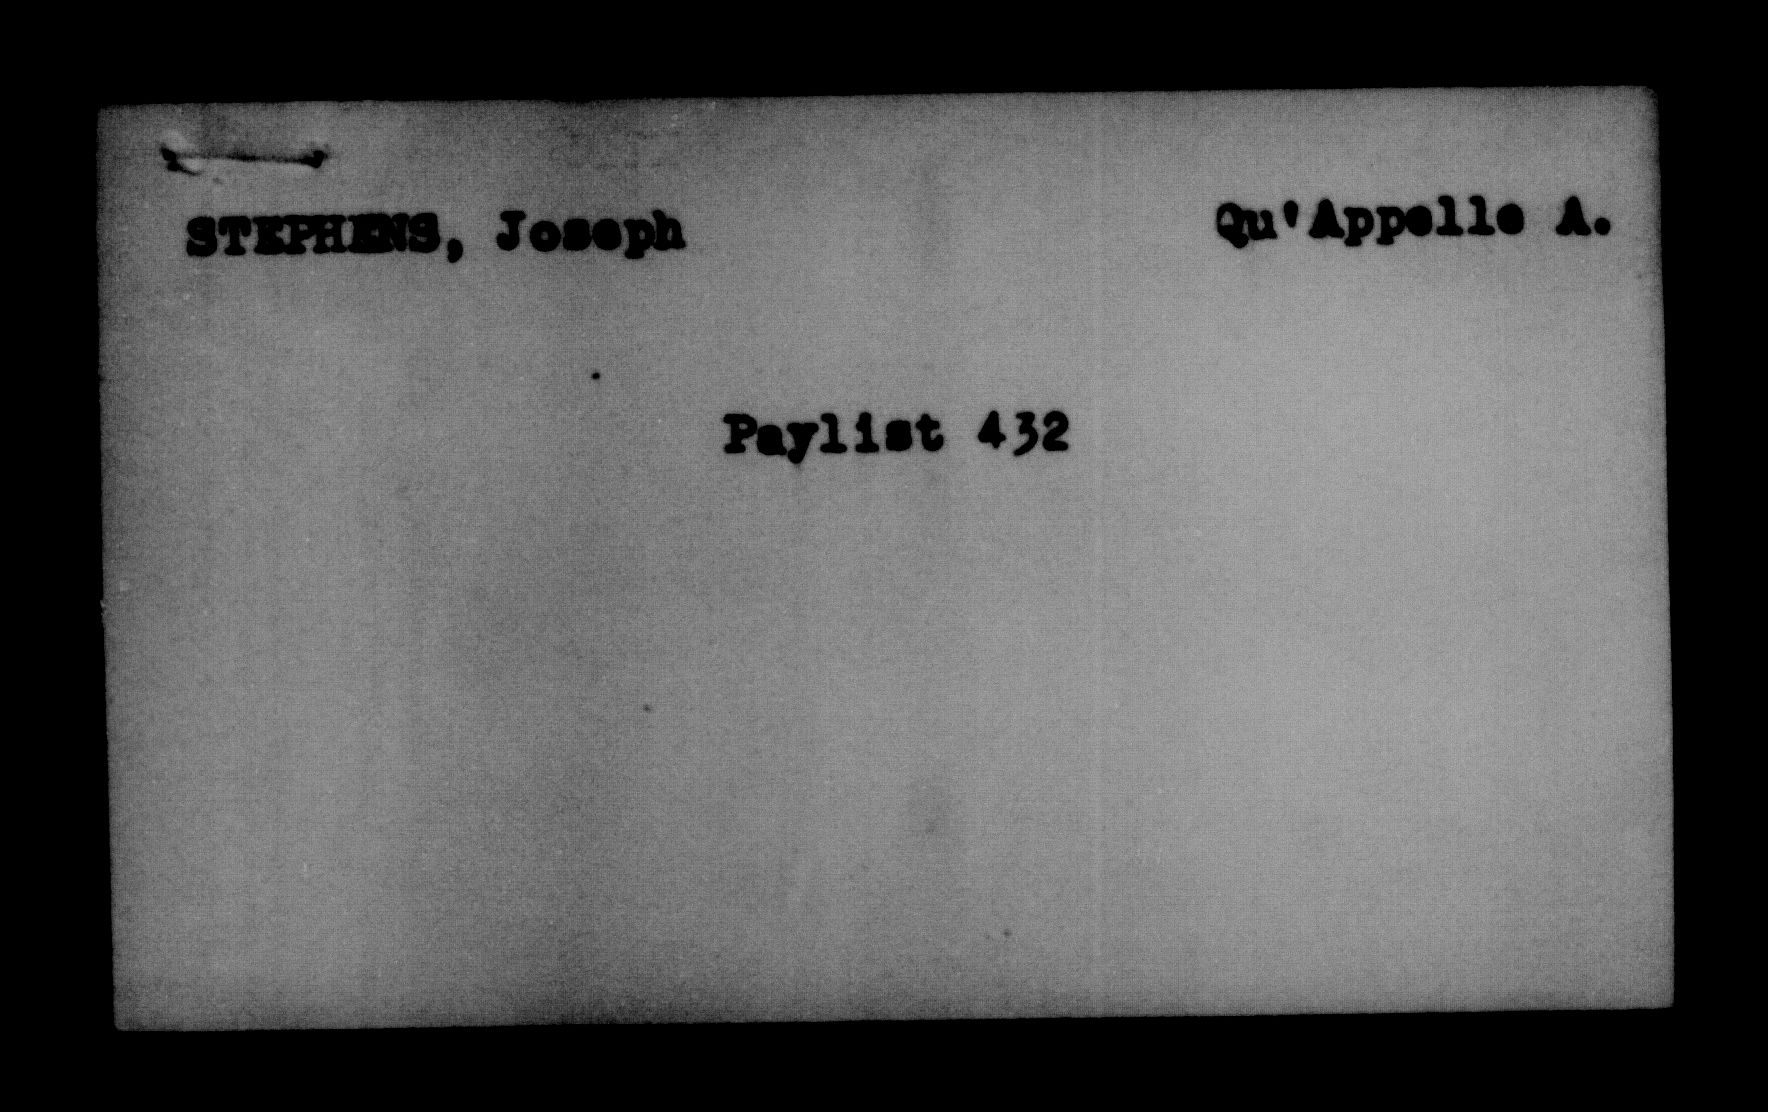 STEPHENS, Joseph Qu'Appelle A.
Paylist 432